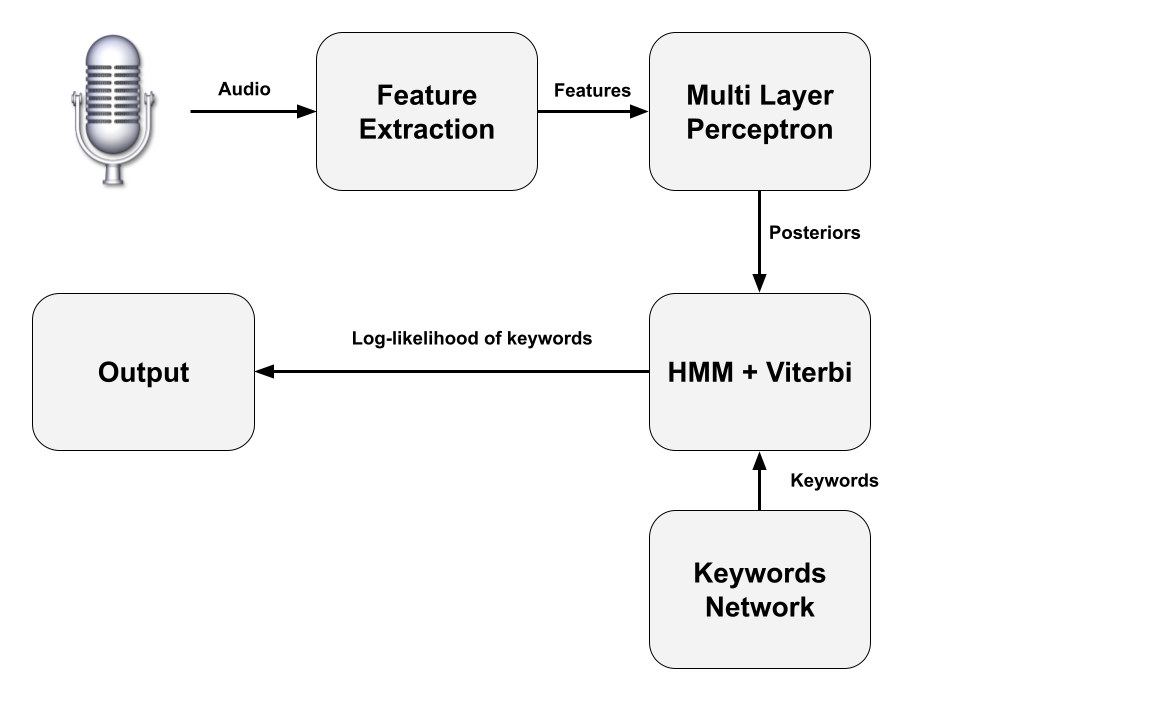 Audio
Feature
Extraction
Features
Multi Layer
Perceptron
Posteriors
Output
Log-likelihood of keywords
HMM + Viterbi
Keywords
Keywords
Network